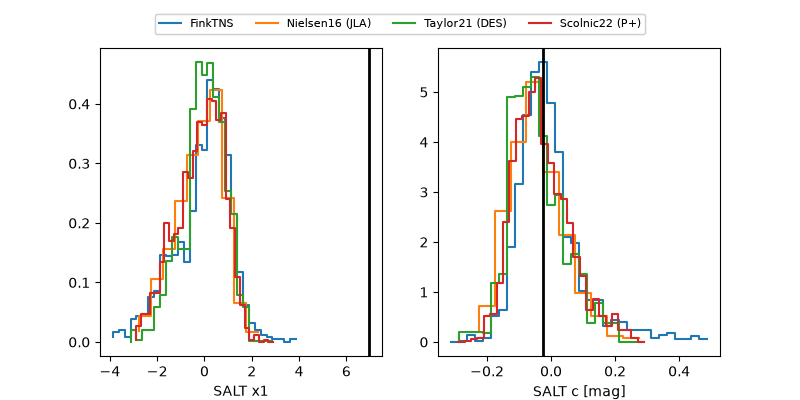 FinkTNS Nielsen16 (JLA) Taylor21 (DES) Scolnic22 (P+)
0.4
0.3
0.2
0.1
0.0
−4 −2 0 2 4 6
SALT x1
5
4
3
2
1
0
−0.2 0.0 0.2 0.4
SALT c [mag]